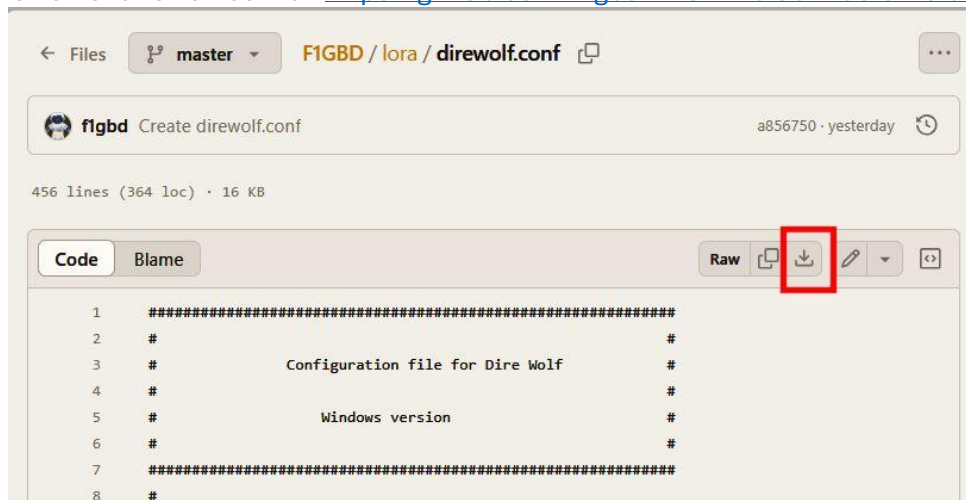 ← Files master F1GBD / lora / direwolf.conf ...
f1gbd Create direwolf.conf a856750 · yesterday
456 lines (364 loc) · 16 KB
Code Blame Raw
1 ############################################################
2 # #
3 # Configuration file for Dire Wolf #
4 # #
5 # Windows version #
6 # #
7 ############################################################
8 #